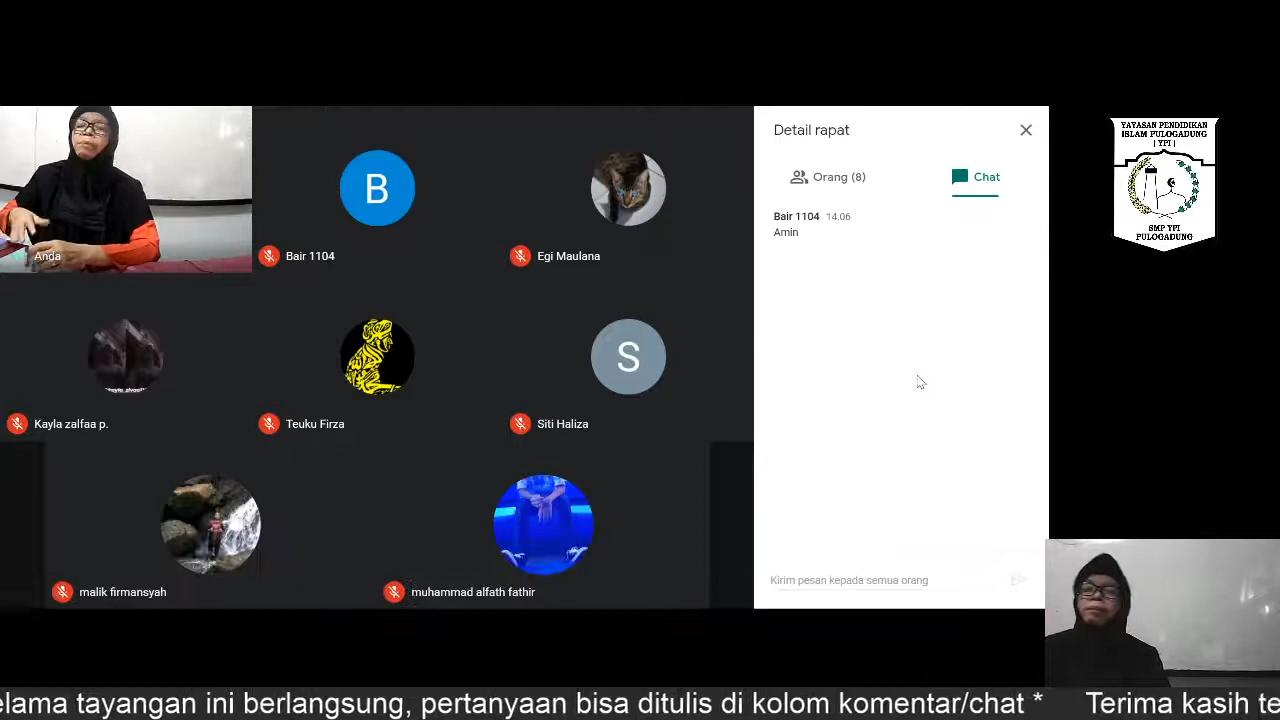 Detail rapat
Orang (8)
Chat
Bair 1104 14.06
Amin
YAYASAN PENDIDIKAN
ISLAM PULOGADUNG
( YPI )
SMP YPI
PULOGADUNG
Anda
B
Bair 1104
Egi Maulana
Kayla zalfaa p.
Teuku Firza
S
Siti Haliza
malik firmansyah
muhammad alfath fathir
Kirim pesan kepada semua orang
elama tayangan ini berlangsung, pertanyaan bisa ditulis di kolom komentar/chat * Terima kasih te